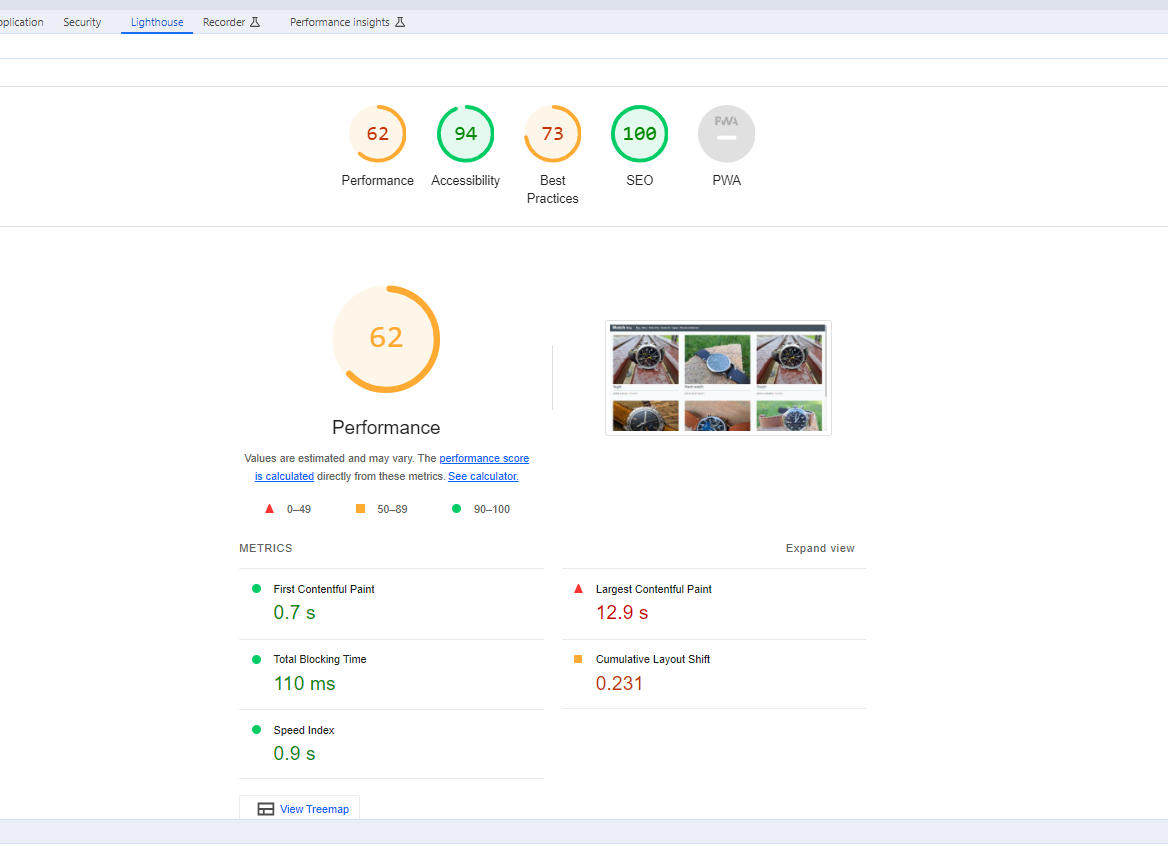 plication Security Lighthouse Recorder Performance insights
62 94 73 100 PWA
Performance Accessibility Best Practices SEO PWA
62
Performance
Values are estimated and may vary. The performance score
is calculated directly from these metrics. See calculator.
0–49 50–89 90–100
METRICS Expand view
First Contentful Paint
0.7 s
Largest Contentful Paint
12.9 s
Total Blocking Time
110 ms
Cumulative Layout Shift
0.231
Speed Index
0.9 s
View Treemap